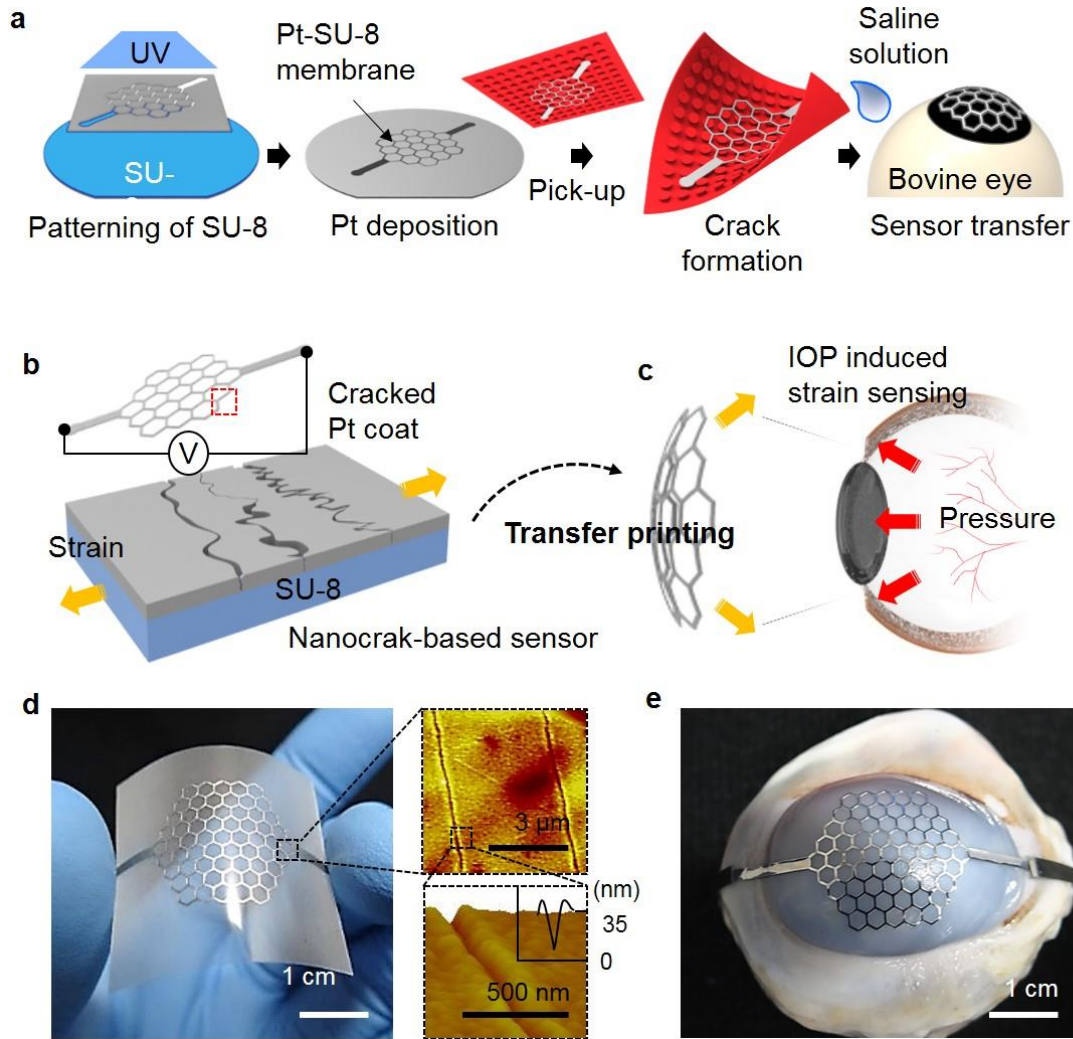 a
UV
SU-
Patterning of SU-8
Pt-SU-8
membrane
Pt deposition
Pick-up
Crack
formation
Saline
solution
Bovine eye
Sensor transfer
b
Cracked
Pt coat
V
Strain
SU-8
Nanocrak-based sensor
Transfer printing
c
IOP induced
strain sensing
Pressure
d
1 cm
3 µm
(nm)
35
0
500 nm
e
1 cm